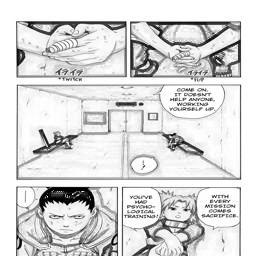 イライラ
*TWITCH
イライラ
*FLIP
COME ON,
IT DOESN'T
HELP ANYONE,
WORKING
YOURSELF UP.
YOU'VE
HAD
PSYCHO-
LOGICAL
TRAINING!
WITH
EVERY
MISSION
COMES
SACRIFICE.